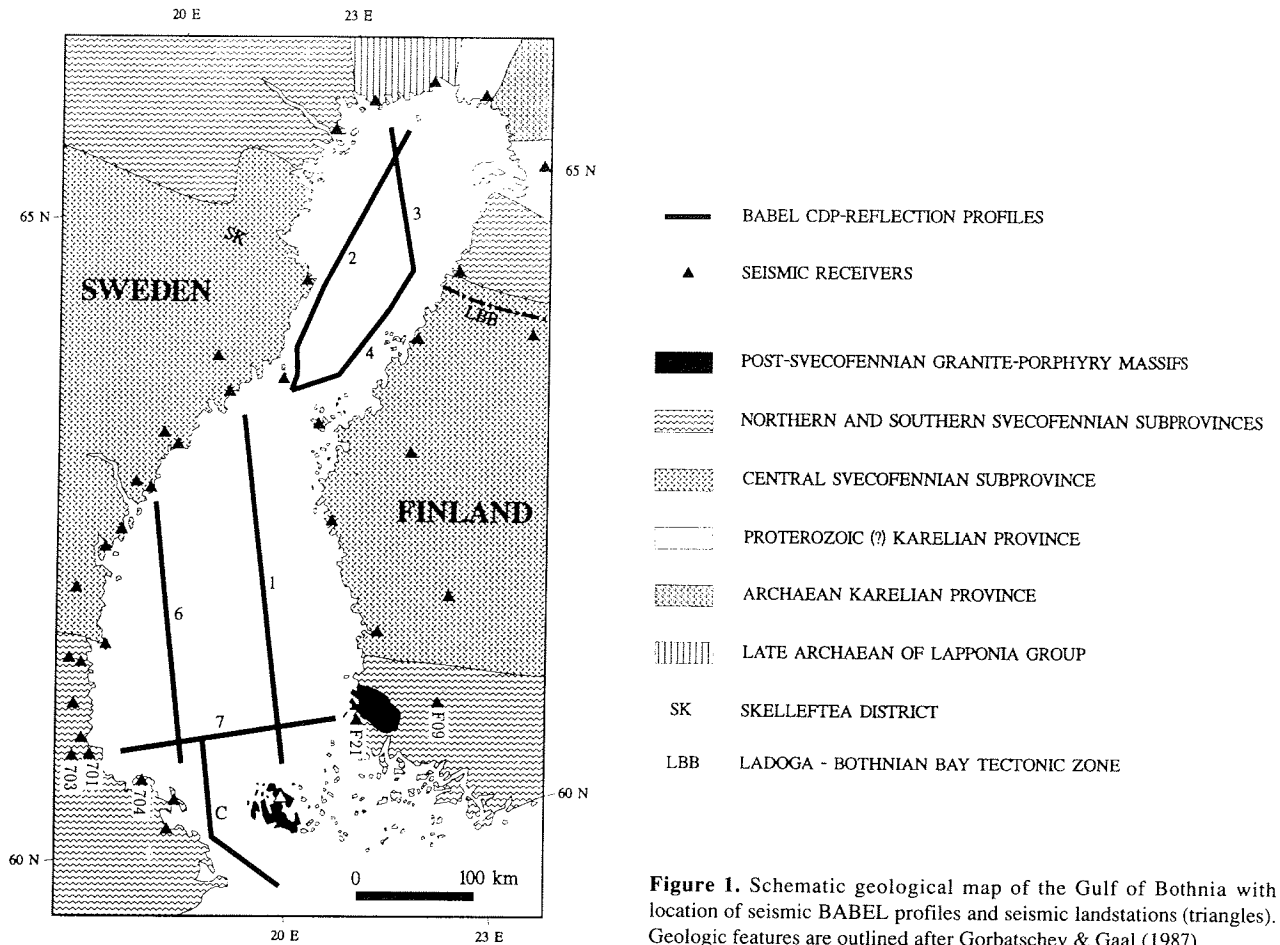 20 E
23 E
65 N
65 N
3
2
SK
SWEDEN
LBB
4
FINLAND
1
6
7
F21
F09
703
701
704
C
60 N
60 N
0 100 km
20 E
23 E
BABEL CDP-REFLECTION PROFILES
SEISMIC RECEIVERS
POST-SVECOFENNIAN GRANITE-PORPHYRY MASSIFS
NORTHERN AND SOUTHERN SVECOFENNIAN SUBPROVINCES
CENTRAL SVECOFENNIAN SUBPROVINCE
PROTEROZOIC (?) KARELIAN PROVINCE
ARCHAEAN KARELIAN PROVINCE
LATE ARCHAEAN OF LAPPONIA GROUP
SK SKELLEFTEA DISTRICT
LBB LADOGA - BOTHNIAN BAY TECTONIC ZONE
Figure 1. Schematic geological map of the Gulf of Bothnia with
location of seismic BABEL profiles and seismic landstations (triangles).
Geologic features are outlined after Gorbatschev & Gaal (1987)